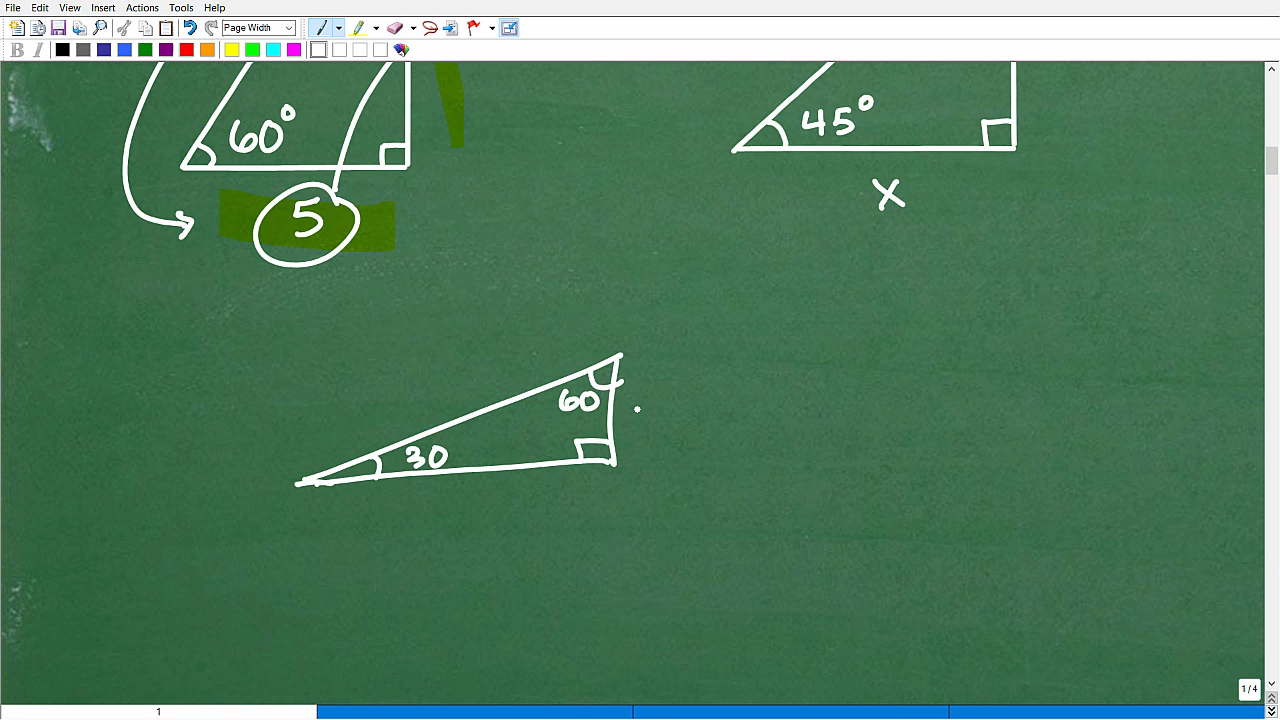 File Edit View Insert Actions Tools Help
Page Width
B I
60° 45°
5 X
60
30
1/4
1